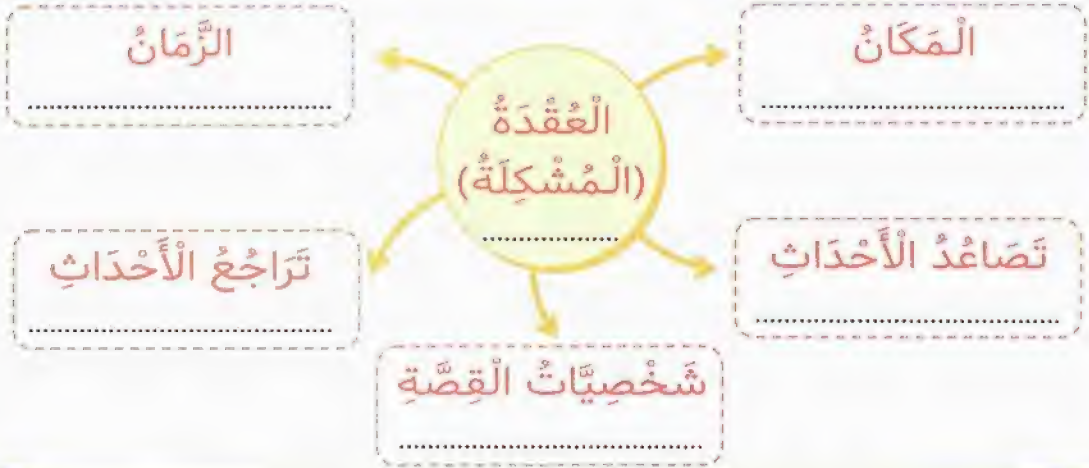 الْمَكَانُ
الزَّمَانُ
الْعُقْدَةُ
(الْمُشْكِلَةُ)
تَصَاعُدُ الْأَحْدَاثِ
تَرَاجُعُ الْأَحْدَاثِ
شَخْصِيَّاتُ الْقِصَّةِ